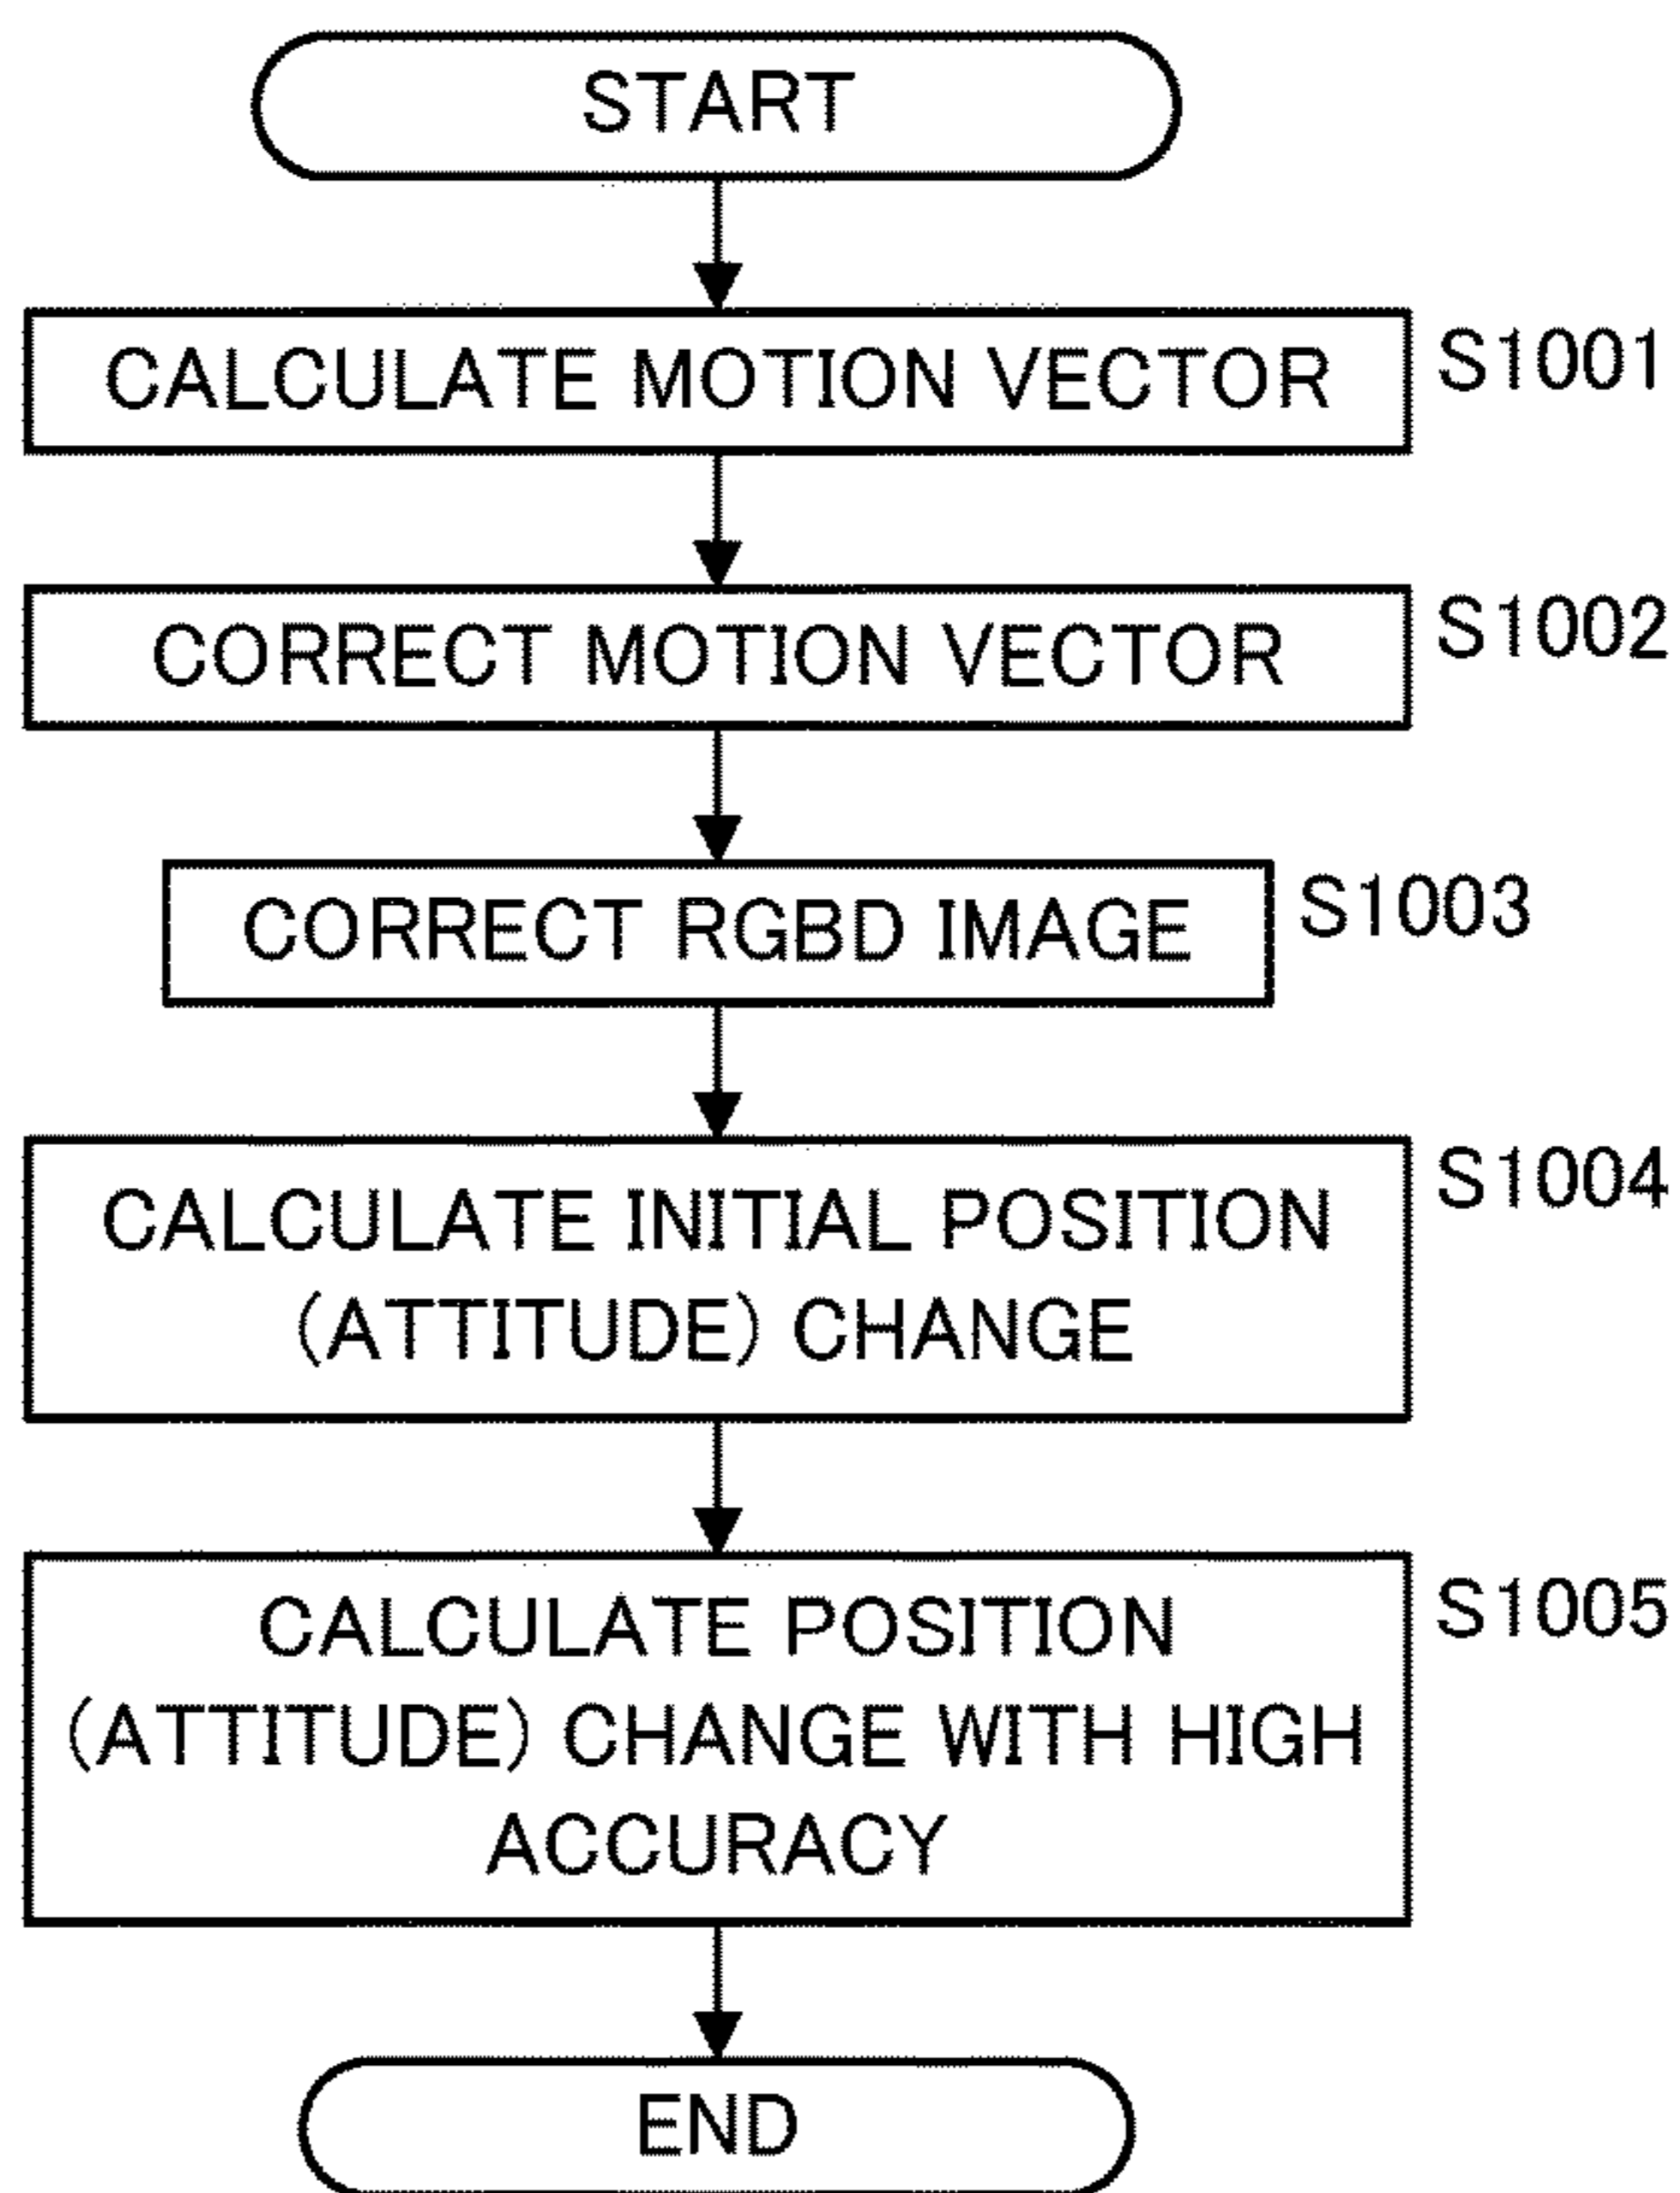 START
CALCULATE MOTION VECTOR
S1001
CORRECT MOTION VECTOR
S1002
CORRECT RGBD IMAGE
S1003
CALCULATE INITIAL POSITION
(ATTITUDE) CHANGE
S1004
CALCULATE POSITION
(ATTITUDE) CHANGE WITH HIGH
ACCURACY
S1005
END